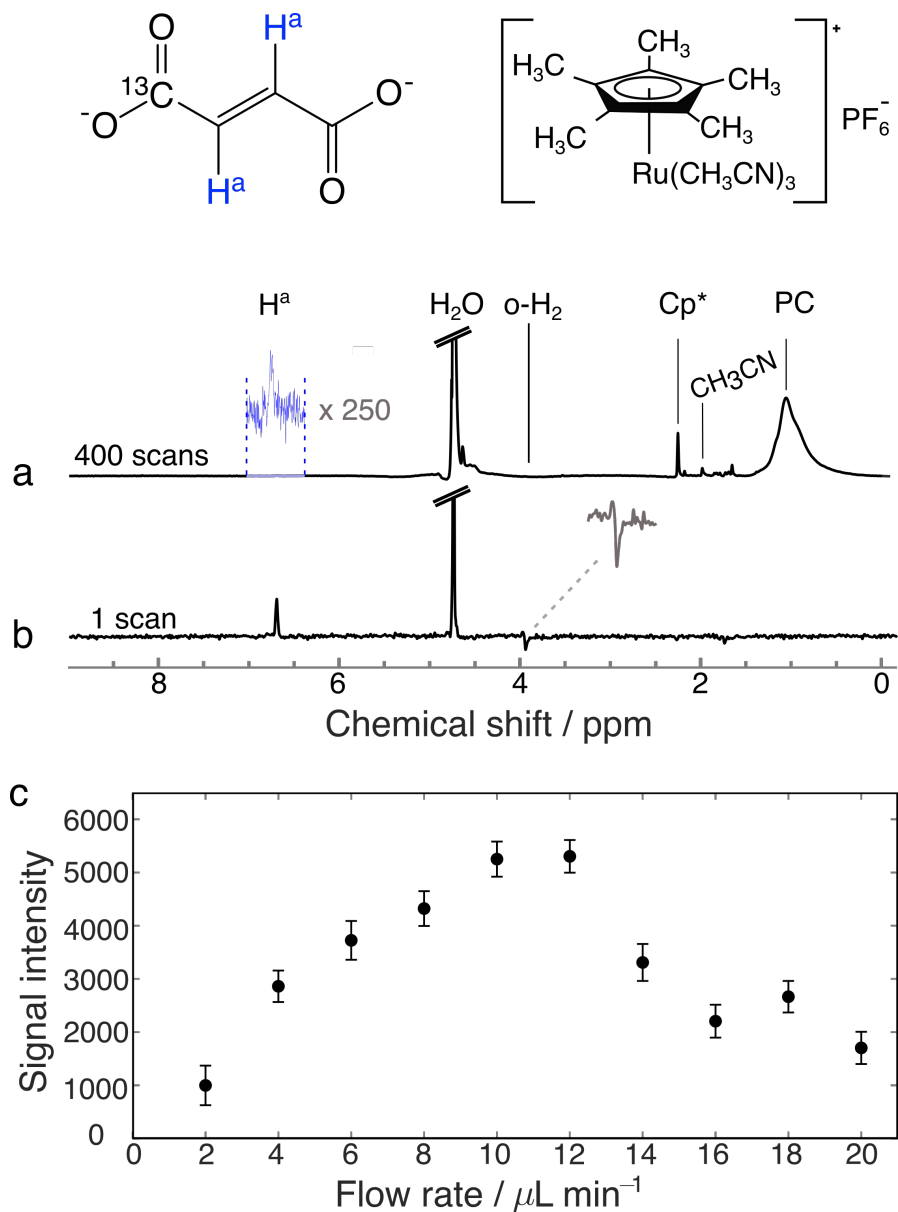 O
Hᵃ
¹³C
⁻O
O⁻
Hᵃ
O
CH₃
H₃C
CH₃
H₃C
CH₃
Ru(CH₃CN)₃
+
PF₆⁻
Hᵃ
H₂O
o-H₂
Cp*
PC
CH₃CN
x 250
a
400 scans
b
1 scan
8 6 4 2 0
Chemical shift / ppm
c
6000
5000
4000
3000
2000
1000
0
0 2 4 6 8 10 12 14 16 18 20
Signal intensity
Flow rate / μL min⁻¹